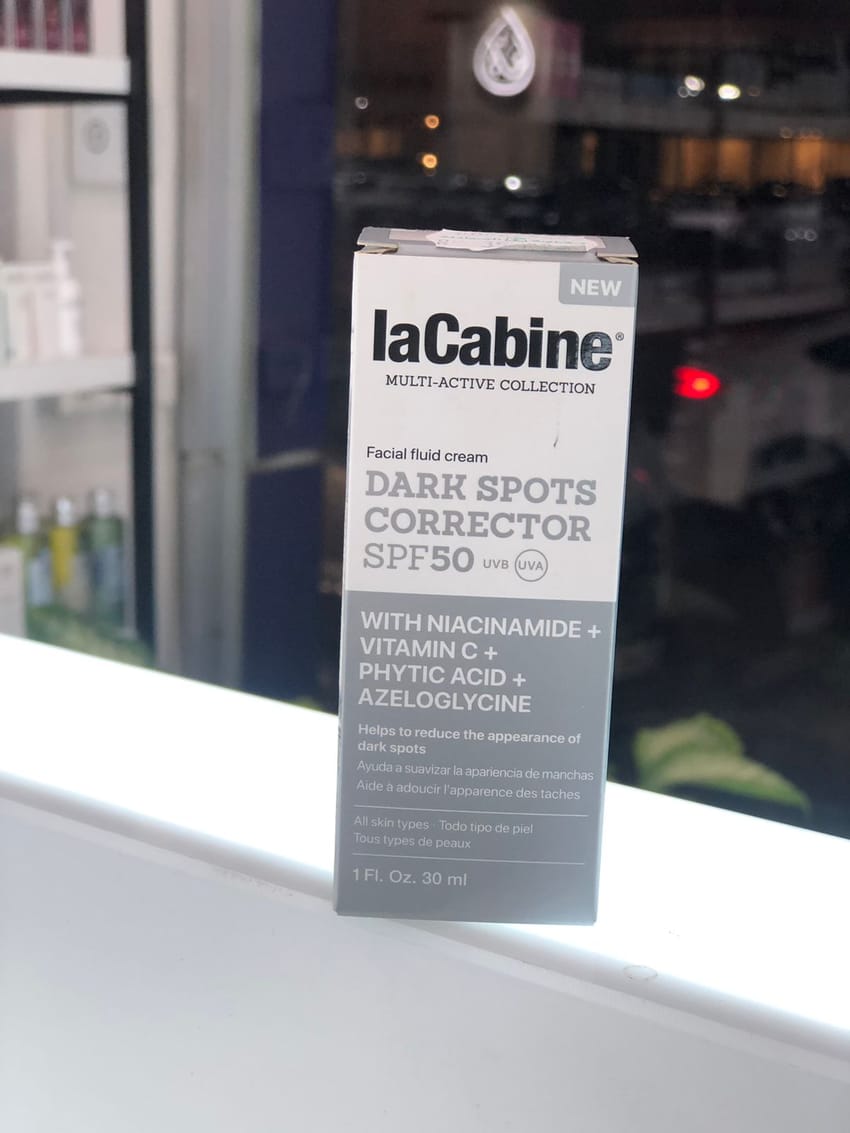 NEW
laCabine®
MULTI-ACTIVE COLLECTION
Facial fluid cream
DARK SPOTS
CORRECTOR
SPF50 UVB UVA
WITH NIACINAMIDE +
VITAMIN C +
PHYTIC ACID +
AZELOGLYCINE
Helps to reduce the appearance of
dark spots
Ayuda a suavizar la apariencia de manchas
Aide à adoucir l'apparence des taches
All skin types · Todo tipo de piel
Tous types de peaux
1 Fl. Oz. 30 ml